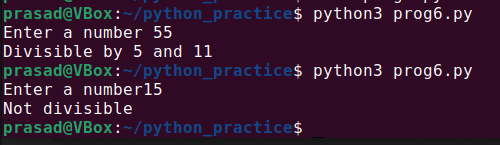 prasad@VBox:~/python_practice$ python3 prog6.py
Enter a number 55
Divisible by 5 and 11
prasad@VBox:~/python_practice$ python3 prog6.py
Enter a number15
Not divisible
prasad@VBox:~/python_practice$